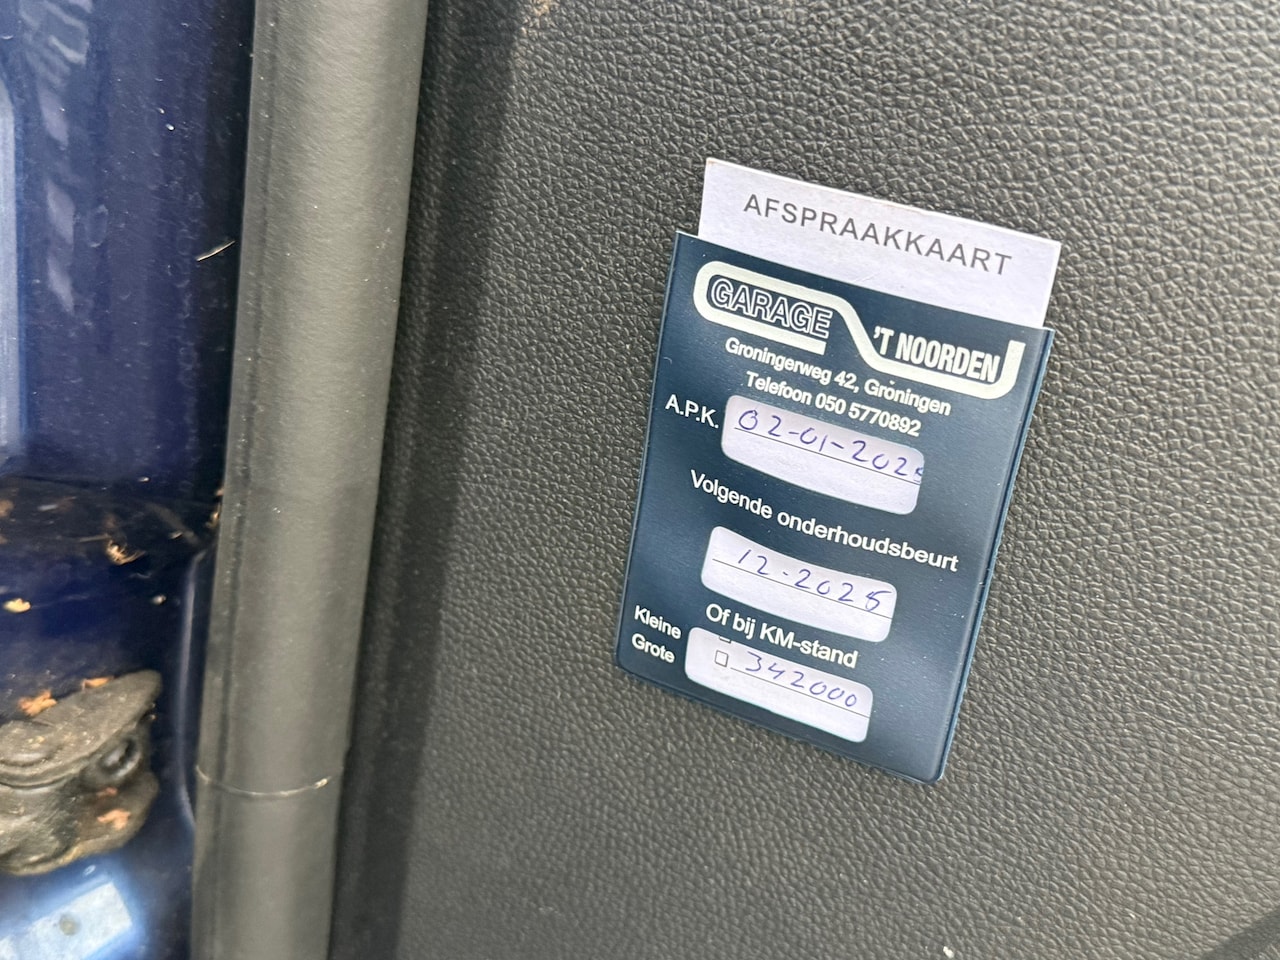 AFSPRAAKKAART
GARAGE 'T NOORDEN
Groningerweg 42, Groningen
Telefoon 050 5770892
A.P.K. 02-01-2025
Volgende onderhoudsbeurt
12-2025
Of bij KM-stand
Kleine
Grote 342000